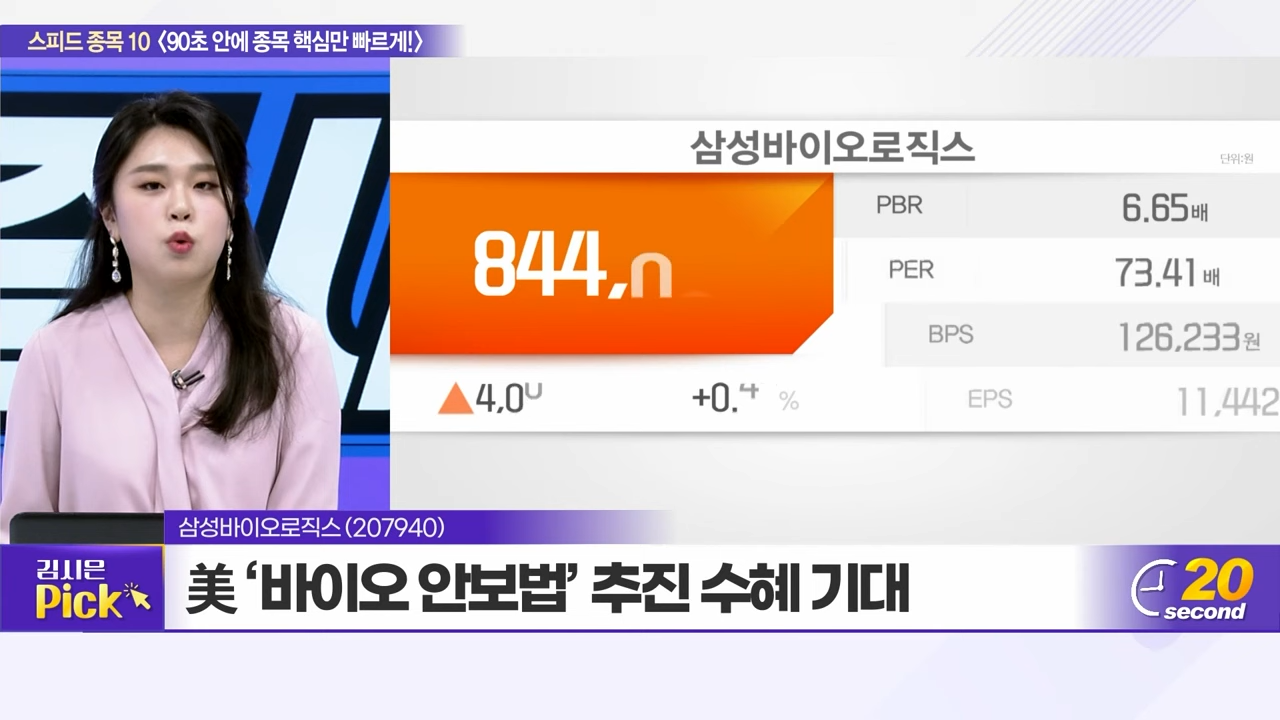 스피드 종목 10 <90초 안에 종목 핵심만 빠르게!>
삼성바이오로직스
단위:원
844,
PBR 6.65배
PER 73.41배
BPS 126,233원
▲4,0
+0. %
EPS 11,442
삼성바이오로직스(207940)
김시은
Pick
美 ‘바이오 안보법’ 추진 수혜 기대
20
second